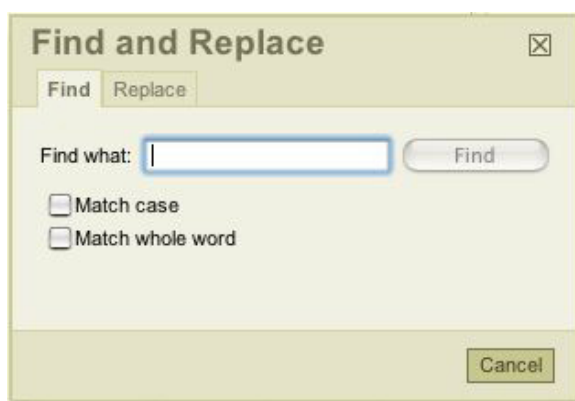 Find and Replace
Find Replace
Find what: Find
Match case
Match whole word
Cancel